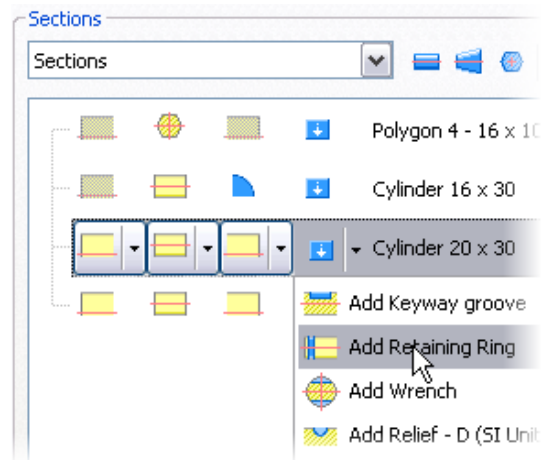 Sections
Sections
Polygon 4 - 16 x 10
Cylinder 16 x 30
Cylinder 20 x 30
Add Keyway groove
Add Retaining Ring
Add Wrench
Add Relief - D (SI Unit